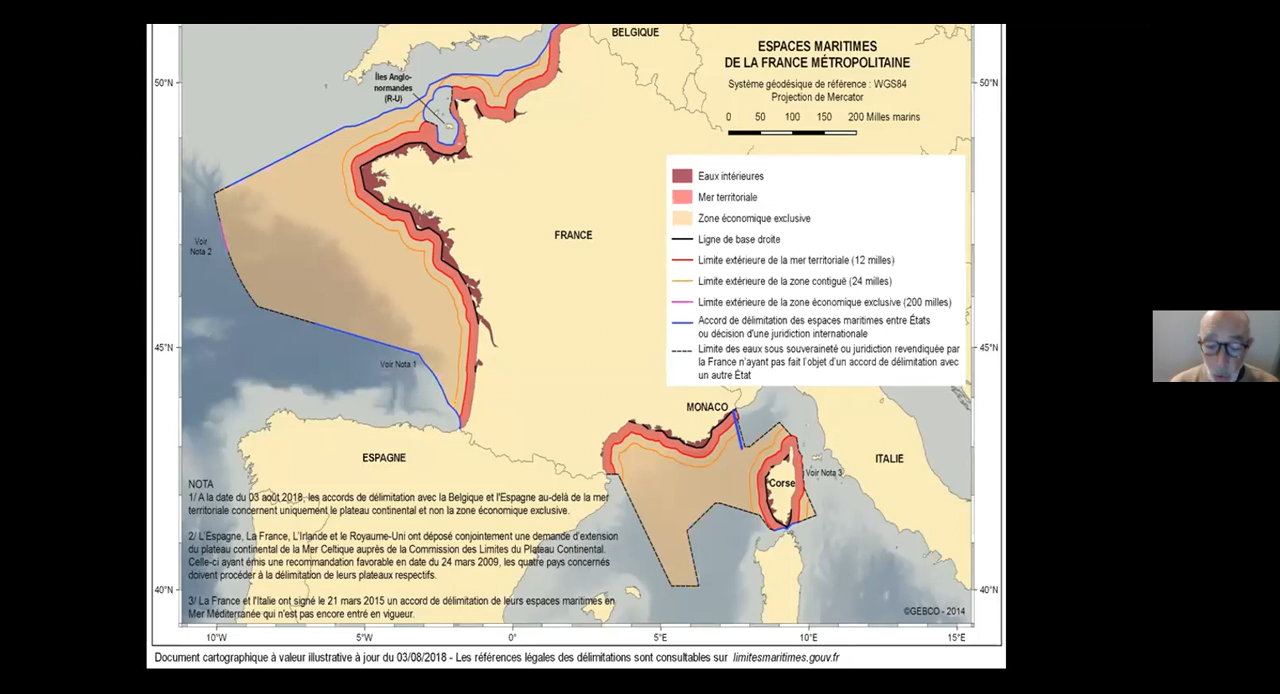 BELGIQUE
ESPACES MARITIMES
DE LA FRANCE MÉTROPOLITAINE
Système géodésique de référence : WGS84
Projection de Mercator
0 50 100 150 200 Milles marins
Îles Anglo-
normandes
(R-U)
50°N
50°N
Eaux intérieures
Mer territoriale
Zone économique exclusive
Ligne de base droite
Limite extérieure de la mer territoriale (12 milles)
Limite extérieure de la zone contiguë (24 milles)
Limite extérieure de la zone économique exclusive (200 milles)
Accord de délimitation des espaces maritimes entre États
ou décision d'une juridiction internationale
Limite des eaux sous souveraineté ou juridiction revendiquée par
la France n'ayant pas fait l'objet d'un accord de délimitation avec
un autre État
FRANCE
Voir
Nota 2
45°N
45°N
Voir Nota 1
MONACO
ESPAGNE
ITALIE
Corse
Voir Nota 3
NOTA
1/ A la date du 03 août 2018, les accords de délimitation avec la Belgique et l'Espagne au-delà de la mer
territoriale concernent uniquement le plateau continental et non la zone économique exclusive.
2/ L'Espagne, La France, L'Irlande et le Royaume-Uni ont déposé conjointement une demande d'extension
du plateau continental de la Mer Celtique auprès de la Commission des Limites du Plateau Continental.
Celle-ci ayant émis une recommandation favorable en date du 24 mars 2009, les quatre pays concernés
doivent procéder à la délimitation de leurs plateaux respectifs.
3/ La France et l'Italie ont signé le 21 mars 2015 un accord de délimitation de leurs espaces maritimes en
Mer Méditerranée qui n'est pas encore entré en vigueur.
40°N
40°N
©GEBCO - 2014
10°W 5°W 0° 5°E 10°E 15°E
Document cartographique à valeur illustrative à jour du 03/08/2018 - Les références légales des délimitations sont consultables sur limitesmaritimes.gouv.fr